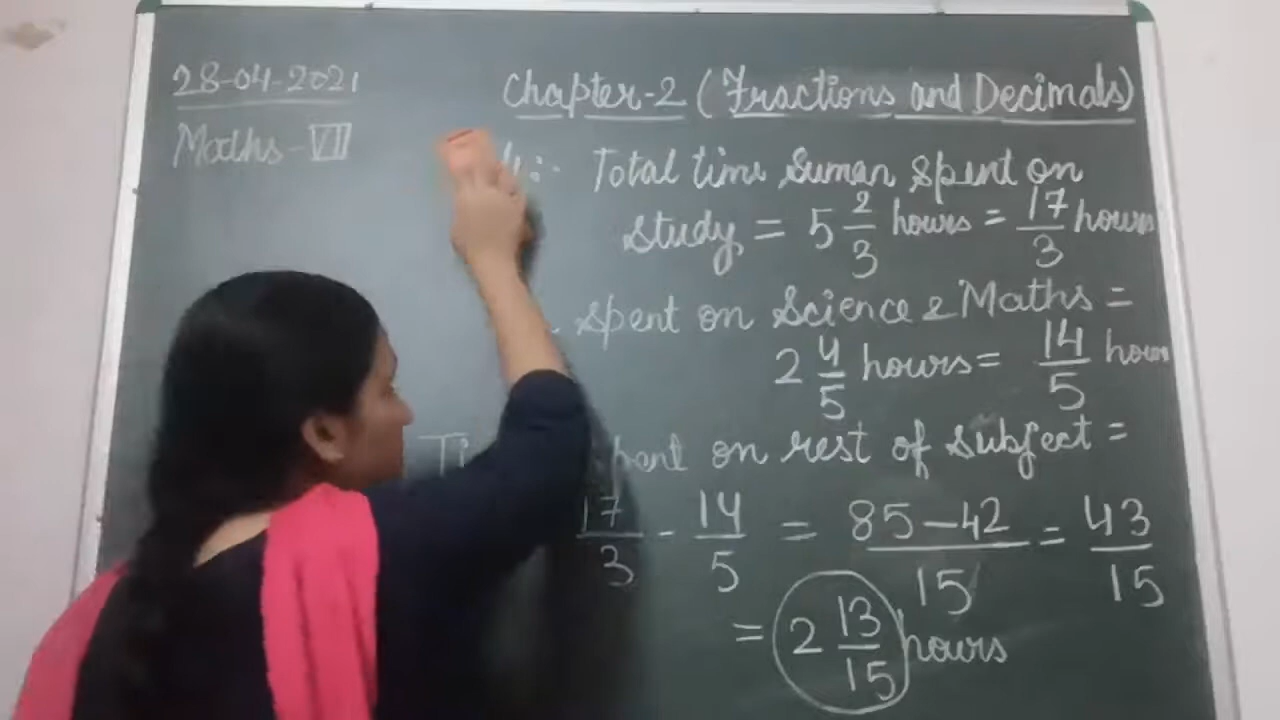 28-04-2021
Chapter-2 (Fractions and Decimals)
Maths-VII
Total time Suman Spent on
Study = 5 2/3 hours = 17/3 hours
spent on Science & Maths =
2 4/5 hours = 14/5 hours
spent on rest of Subject =
17/3 - 14/5 = 85-42/15 = 43/15
= 2 13/15 hours